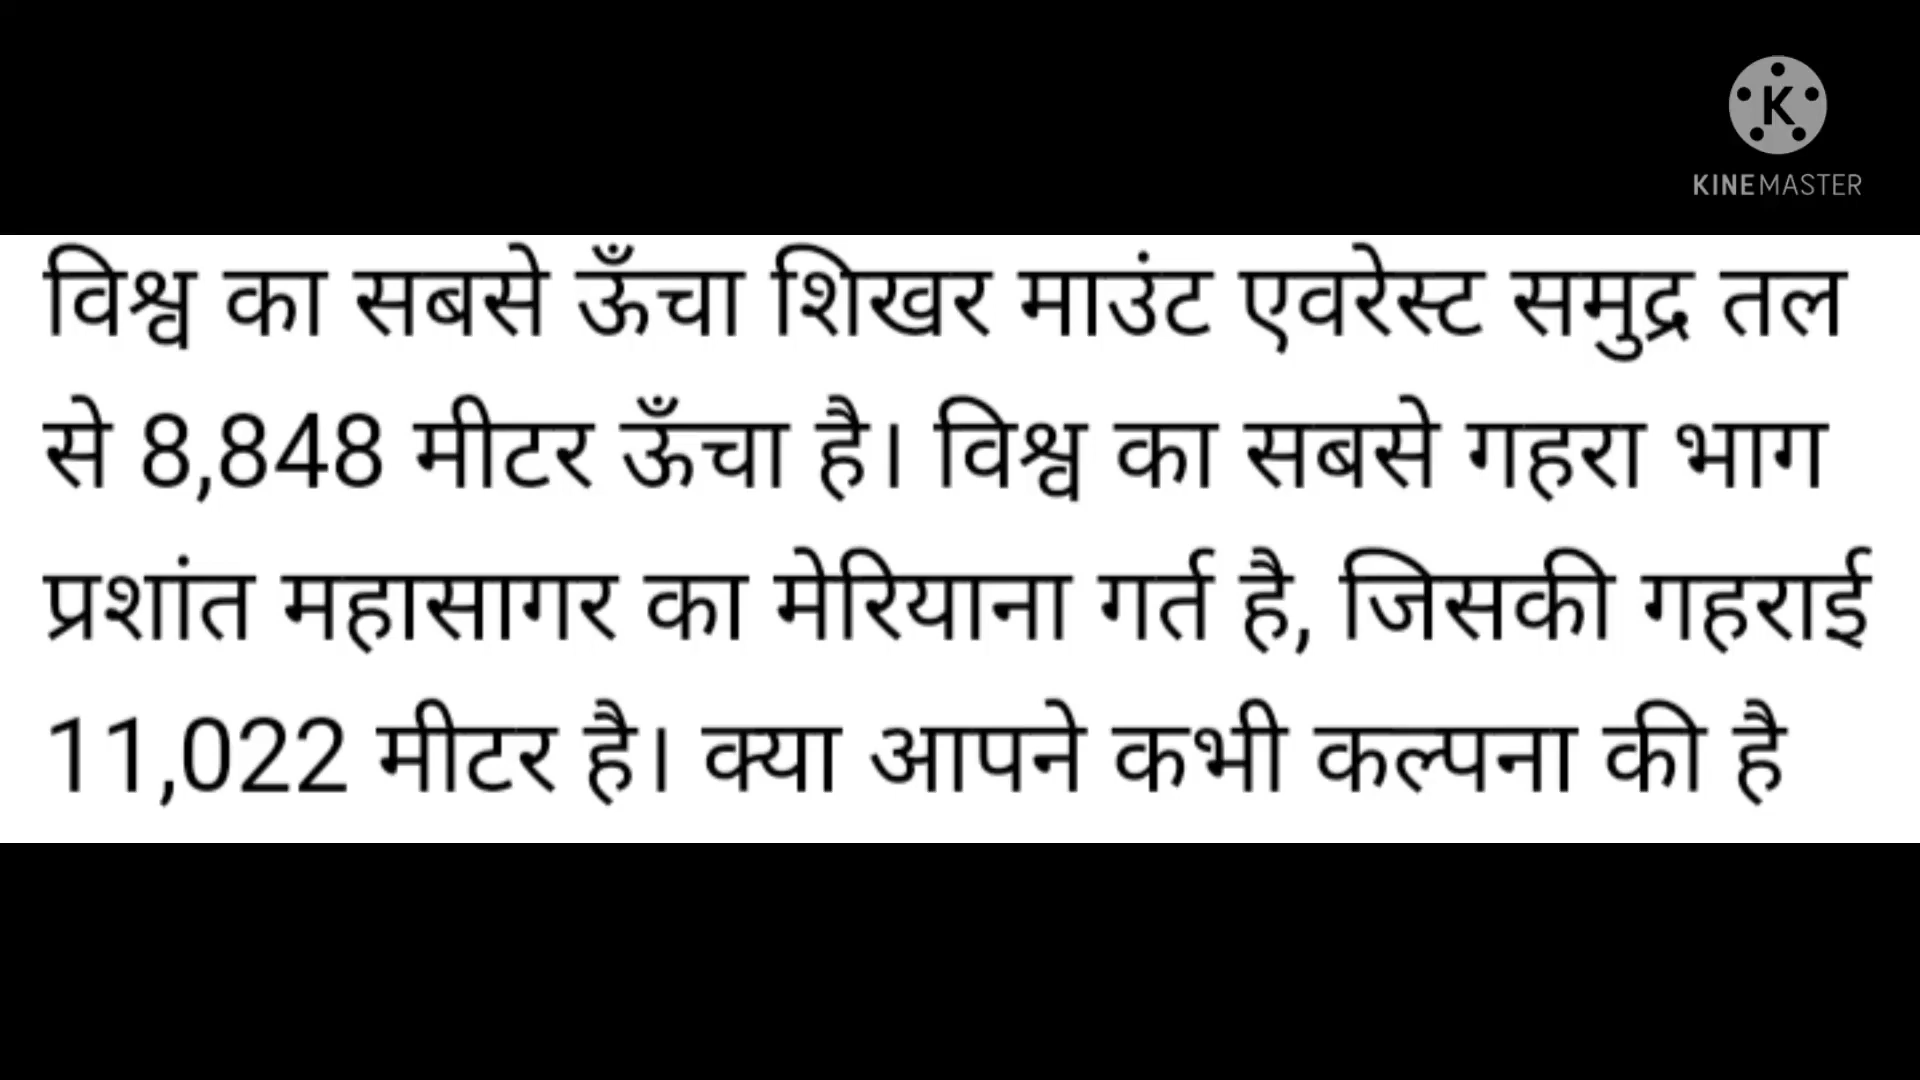 KINEMASTER
विश्व का सबसे ऊँचा शिखर माउंट एवरेस्ट समुद्र तल
से 8,848 मीटर ऊँचा है। विश्व का सबसे गहरा भाग
प्रशांत महासागर का मेरियाना गर्त है, जिसकी गहराई
11,022 मीटर है। क्या आपने कभी कल्पना की है